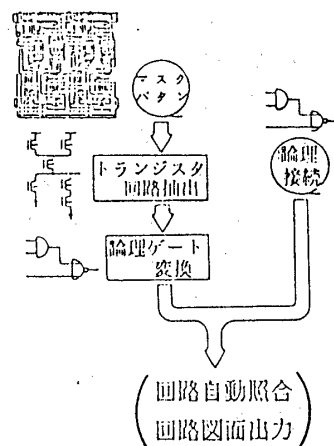 マスク
パタン
トランジスタ
回路抽出
論理
接続
論理ゲート
変換
回路自動照合
回路図面出力